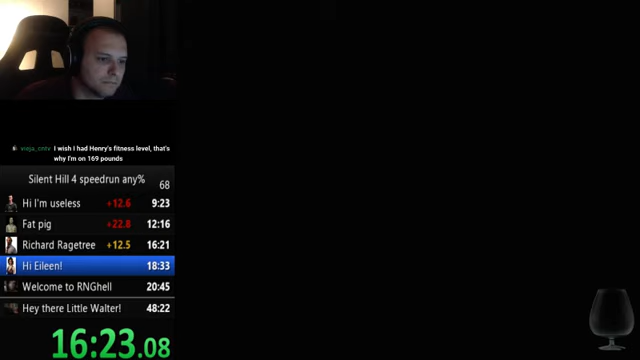 vinja_cntv I wish I had Henry's fitness level, that's
why I'm on 169 pounds
Silent Hill 4 speedrun any%
68
Hi I'm useless +12.6 9:23
Fat pig +22.8 12:16
Richard Ragetree +12.5 16:21
Hi Eileen! 18:33
Welcome to RNGhell 20:45
Hey there Little Walter! 48:22
16:23.08